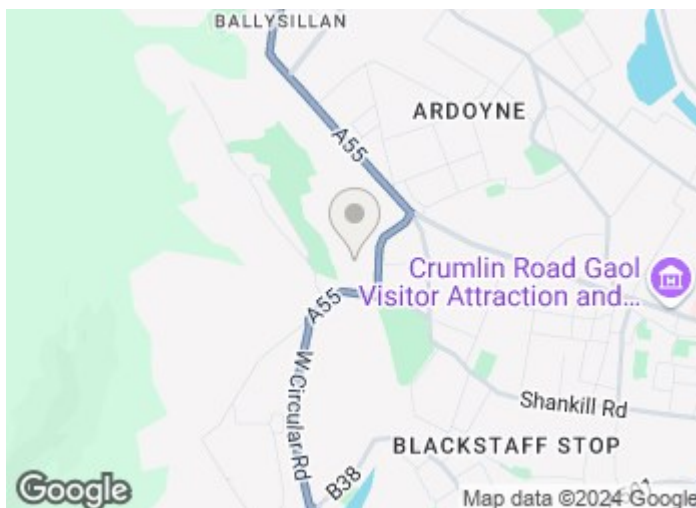 BALLYSILLAN
ARDOYNE
A55
Crumlin Road Gaol
Visitor Attraction and...
A55
W Circular Rd
Shankill Rd
BLACKSTAFF STOP
B38
Google
Map data ©2024 Google